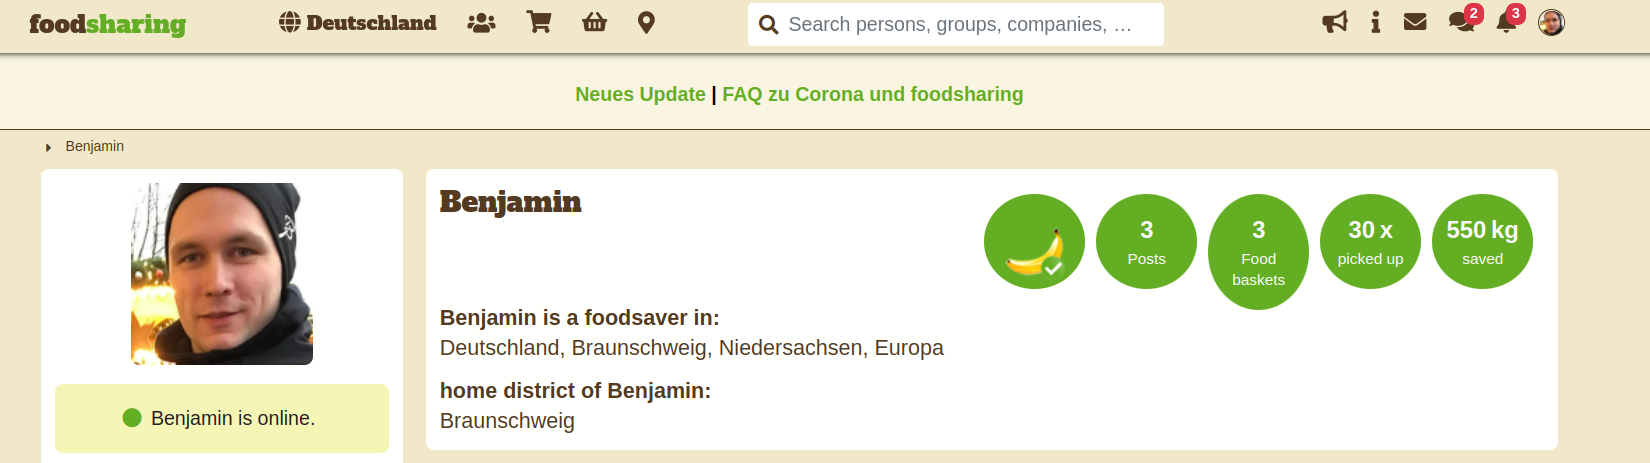 foodsharing Deutschland Search persons, groups, companies, … 2 3
Neues Update | FAQ zu Corona und foodsharing
Benjamin
Benjamin
3
Posts
3
Food
baskets
30 x
picked up
550 kg
saved
Benjamin is a foodsaver in:
Deutschland, Braunschweig, Niedersachsen, Europa
home district of Benjamin:
Braunschweig
Benjamin is online.